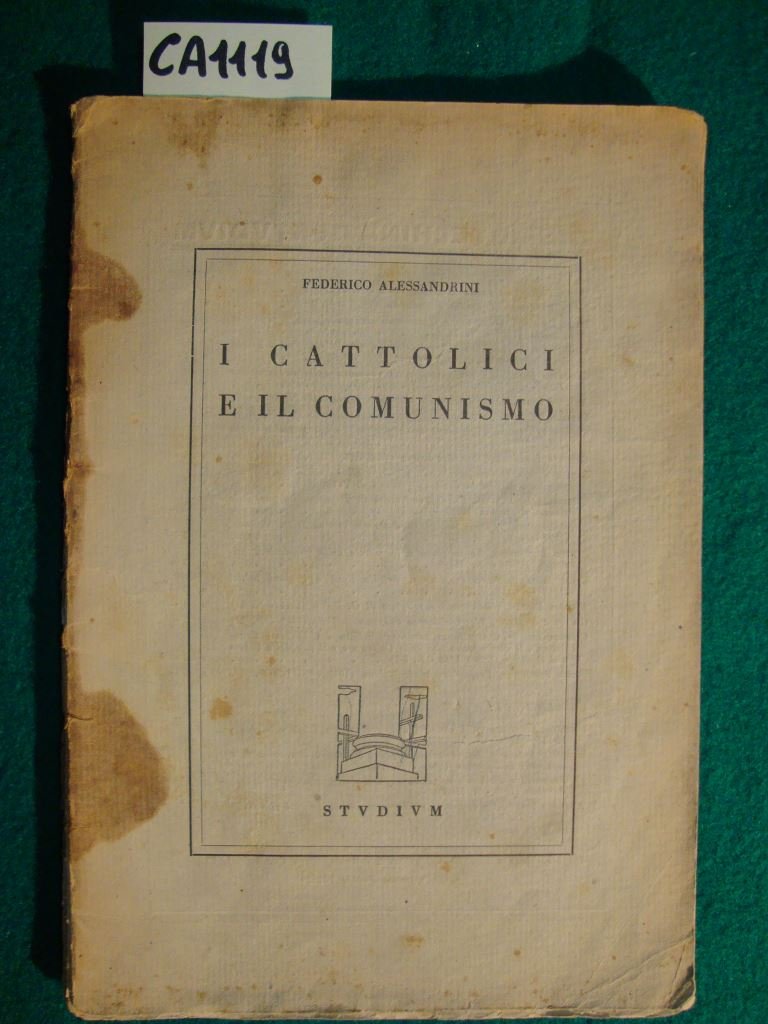 CA1119
FEDERICO ALESSANDRINI
I CATTOLICI
E IL COMUNISMO
STVDIVM